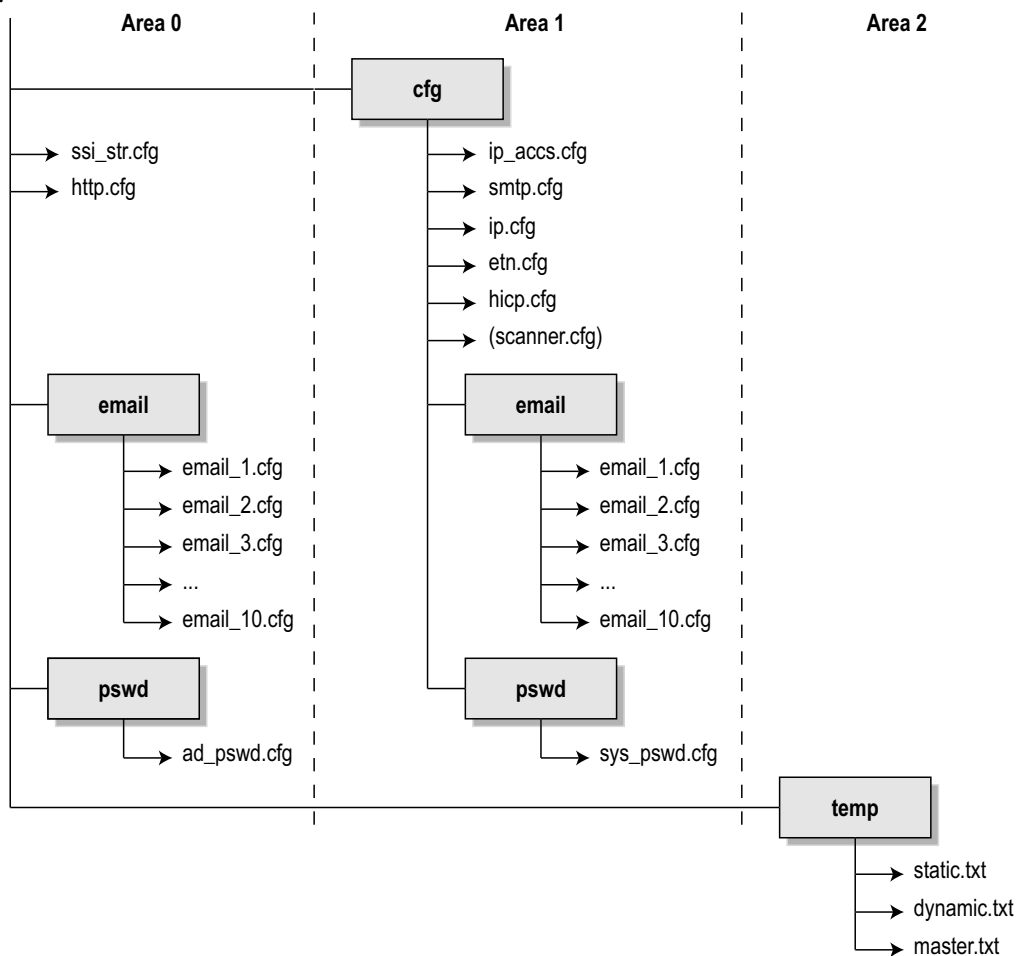 Area 0
Area 1
Area 2
cfg
ssi_str.cfg
http.cfg
ip_accs.cfg
smtp.cfg
ip.cfg
etn.cfg
hicp.cfg
(scanner.cfg)
email
email_1.cfg
email_2.cfg
email_3.cfg
...
email_10.cfg
email
email_1.cfg
email_2.cfg
email_3.cfg
...
email_10.cfg
pswd
ad_pswd.cfg
pswd
sys_pswd.cfg
temp
static.txt
dynamic.txt
master.txt